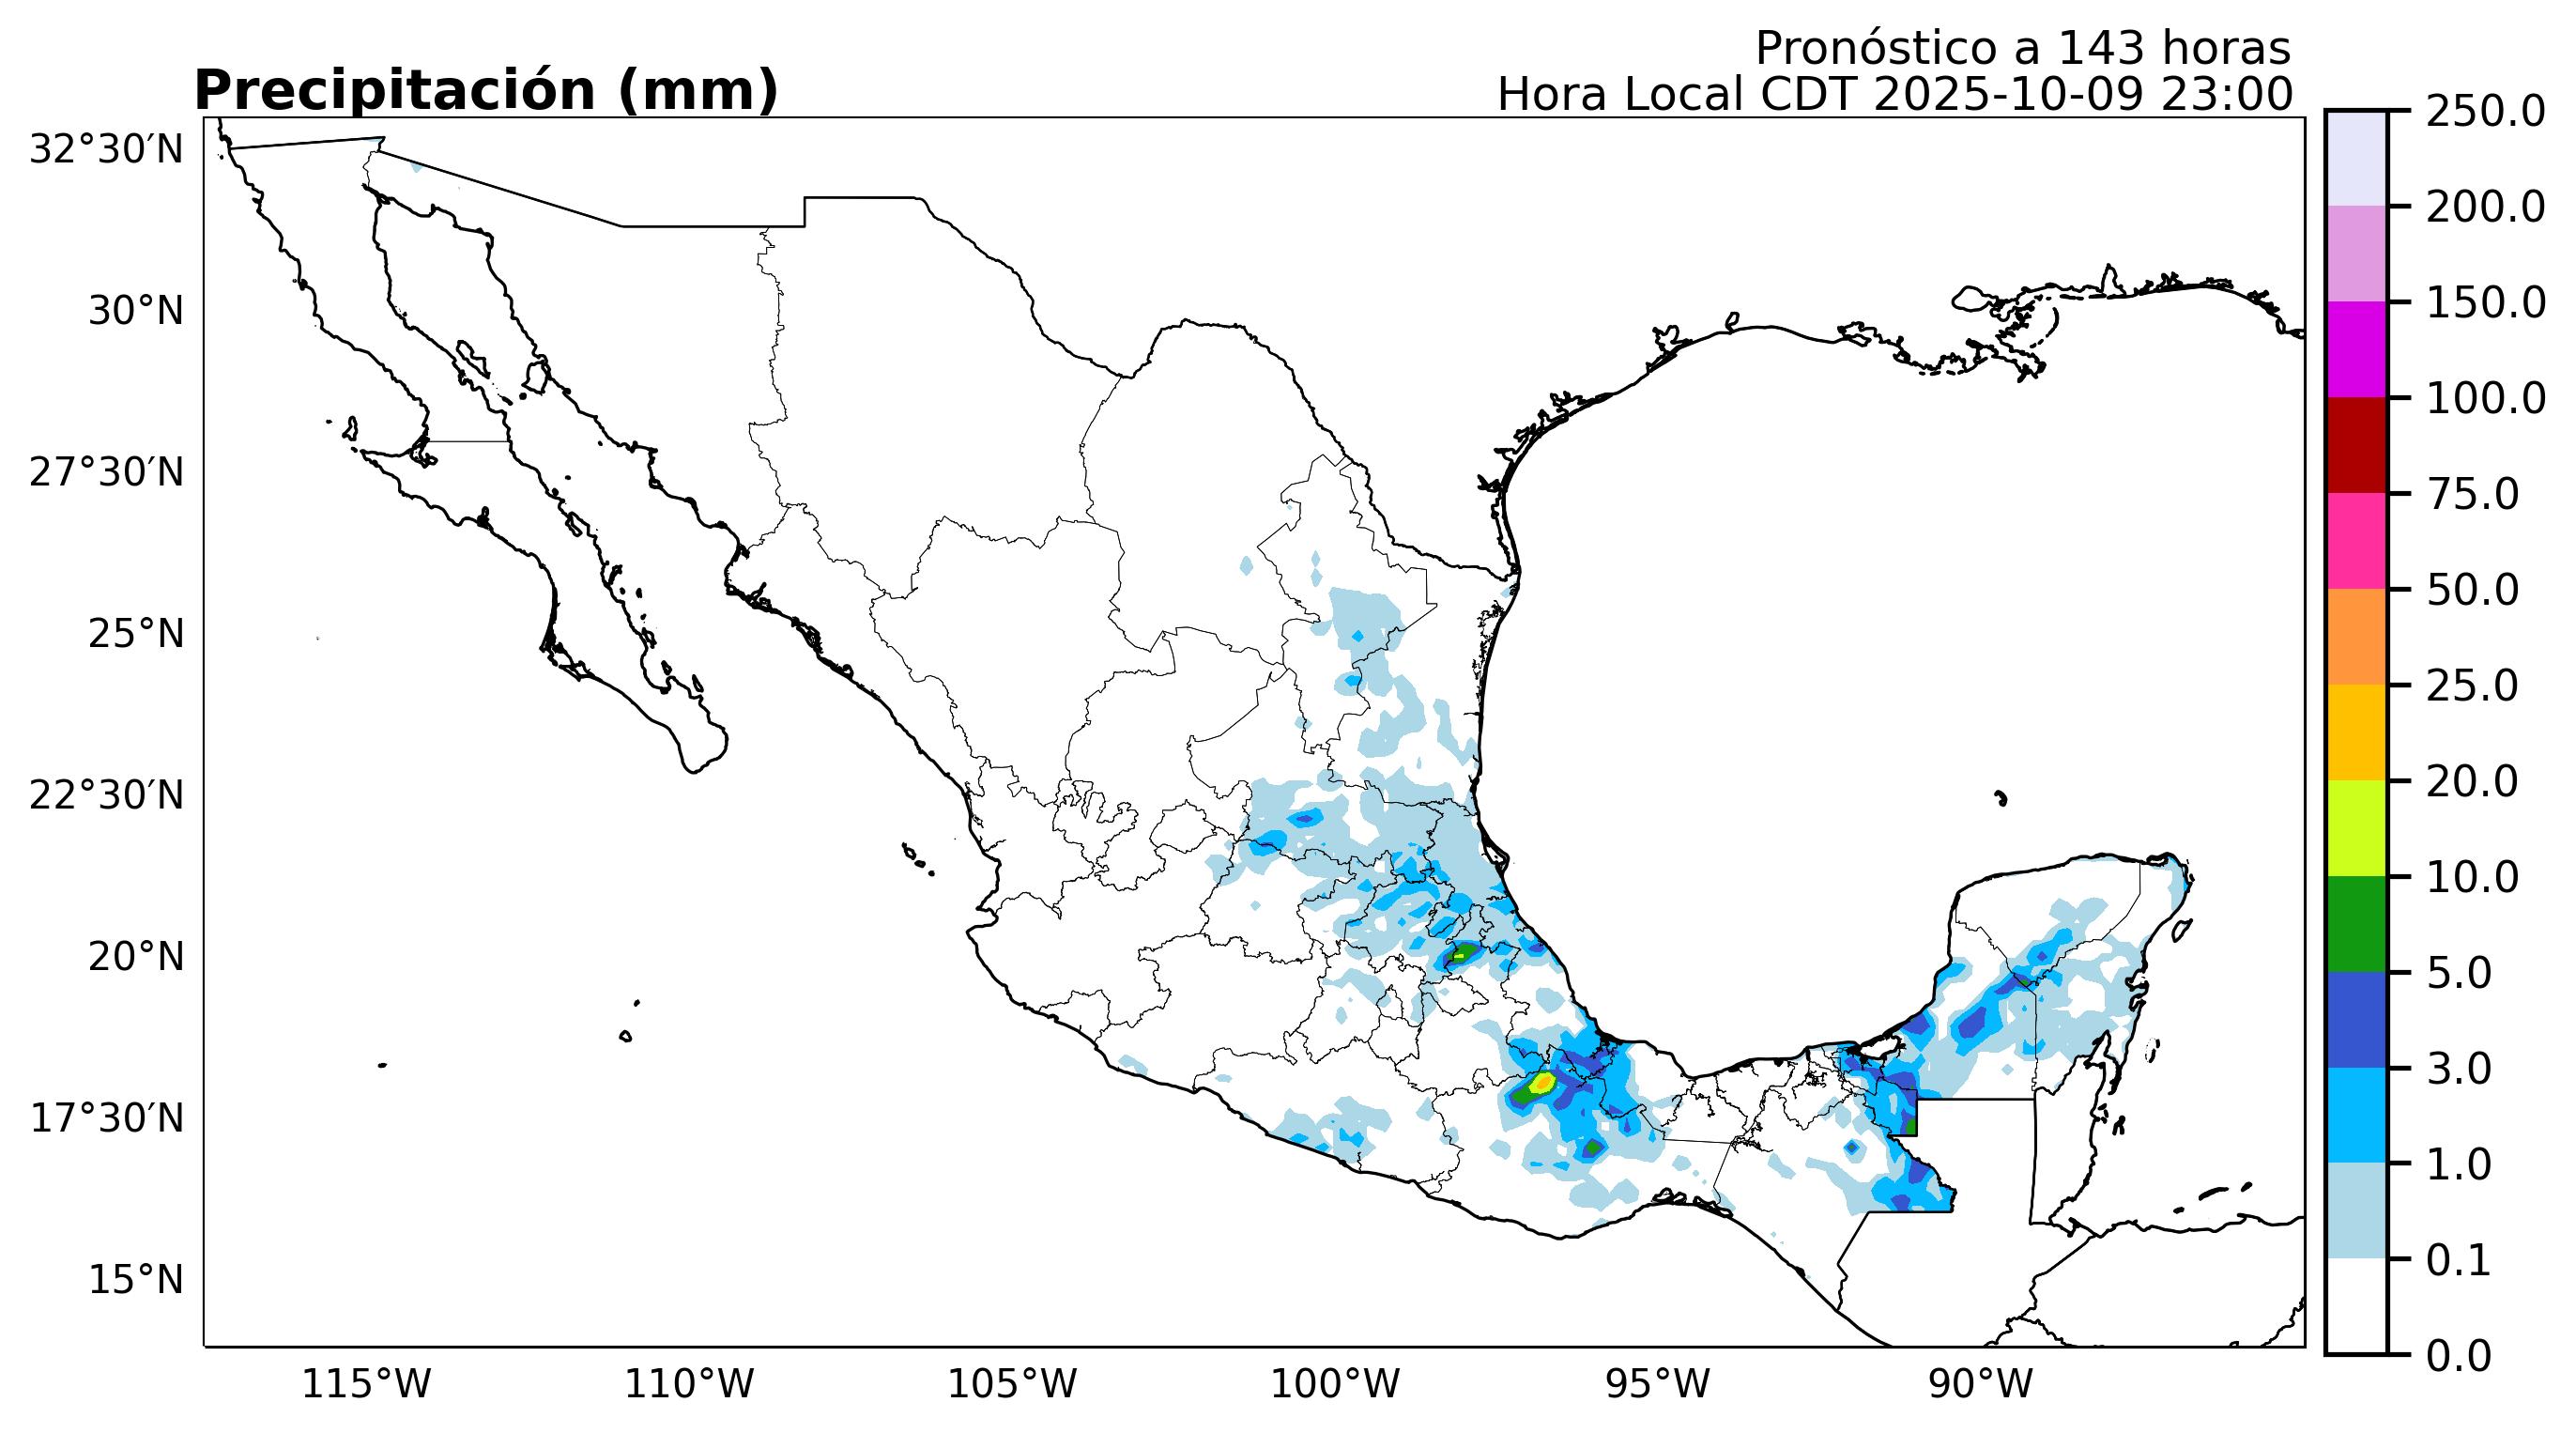 Pronóstico a 143 horas
Precipitación (mm)
Hora Local CDT 2025-10-09 23:00
32°30′N
30°N
27°30′N
25°N
22°30′N
20°N
17°30′N
15°N
115°W
110°W
105°W
100°W
95°W
90°W
250.0
200.0
150.0
100.0
75.0
50.0
25.0
20.0
10.0
5.0
3.0
1.0
0.1
0.0